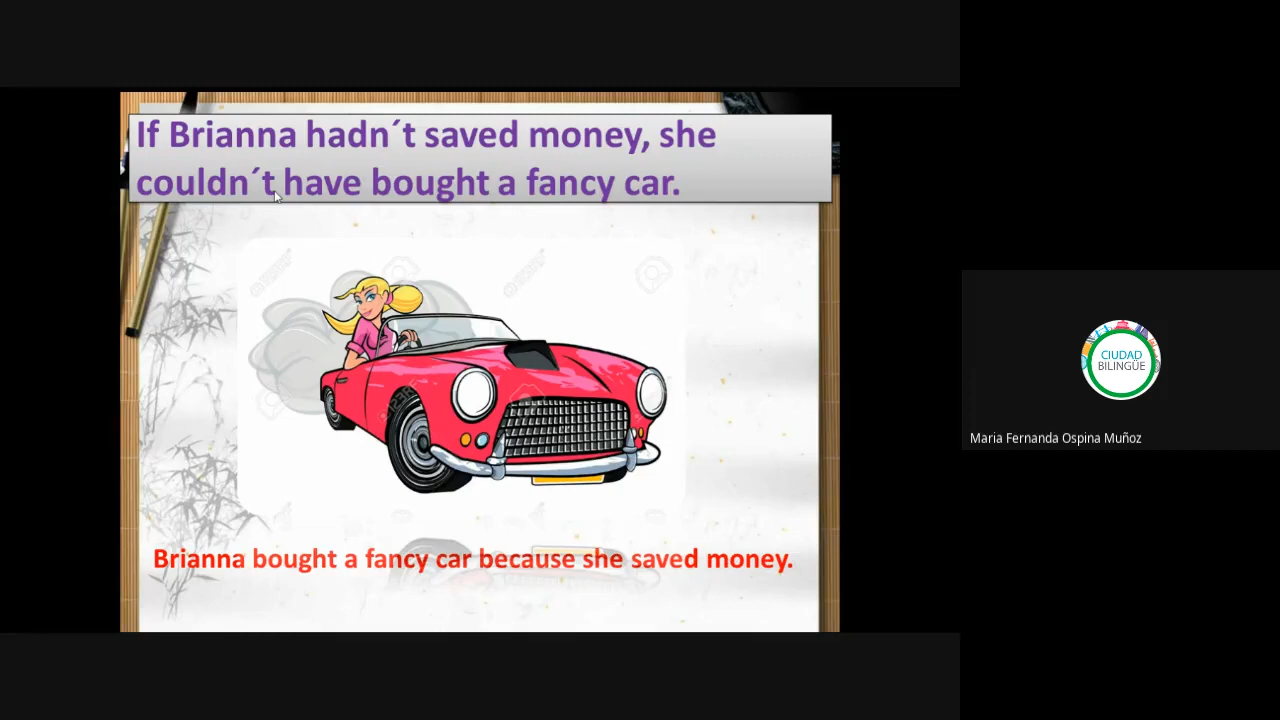 If Brianna hadn´t saved money, she
couldn´t have bought a fancy car.
Brianna bought a fancy car because she saved money.
CIUDAD
BILINGÜE
Maria Fernanda Ospina Muñoz